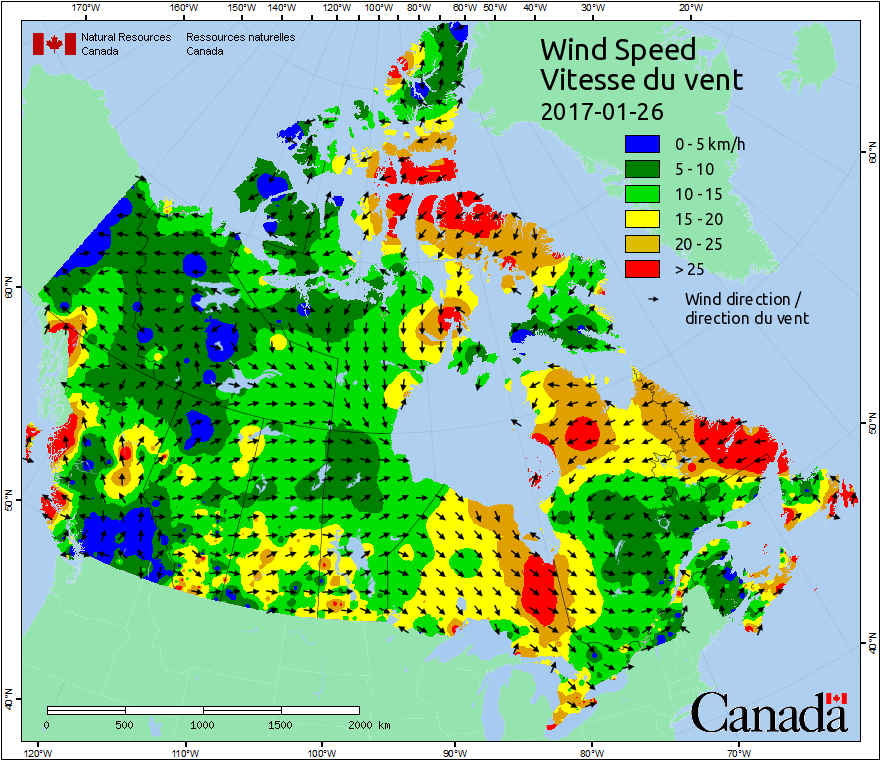 170°W 160°W 150°W 140°W 130°W 120°W 110°W 100°W 80°W 60°W 50°W 40°W 30°W 20°W
Natural Resources Ressources naturelles
Canada Canada
Wind Speed
Vitesse du vent
2017-01-26
0 - 5 km/h
5 - 10
10 - 15
15 - 20
20 - 25
> 25
Wind direction /
direction du vent
60°N
60°N
50°N
50°N
40°N
40°N
0 500 1000 1500 2000 km
Canada
120°W 110°W 100°W 90°W 80°W 70°W